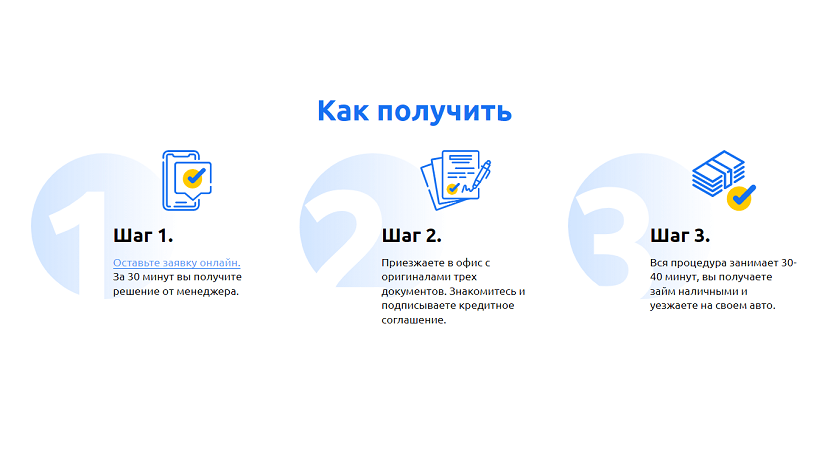 Как получить
1
Шаг 1.
Оставьте заявку онлайн.
За 30 минут вы получите
решение от менеджера.
2
Шаг 2.
Приезжаете в офис с
оригиналами трех
документов. Знакомитесь и
подписываете кредитное
соглашение.
3
Шаг 3.
Вся процедура занимает 30-
40 минут, вы получаете
займ наличными и
уезжаете на своем авто.